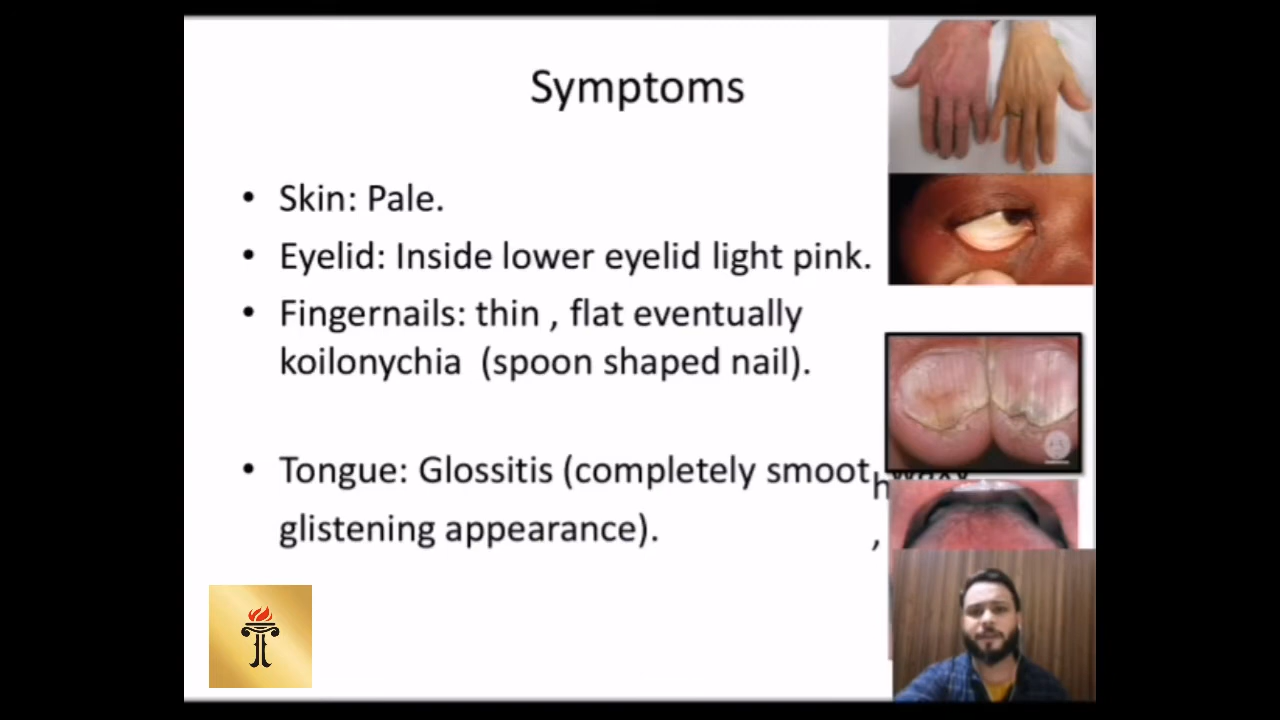 Symptoms
• Skin: Pale.
• Eyelid: Inside lower eyelid light pink.
• Fingernails: thin , flat eventually
koilonychia (spoon shaped nail).
• Tongue: Glossitis (completely smooth
,
glistening appearance).